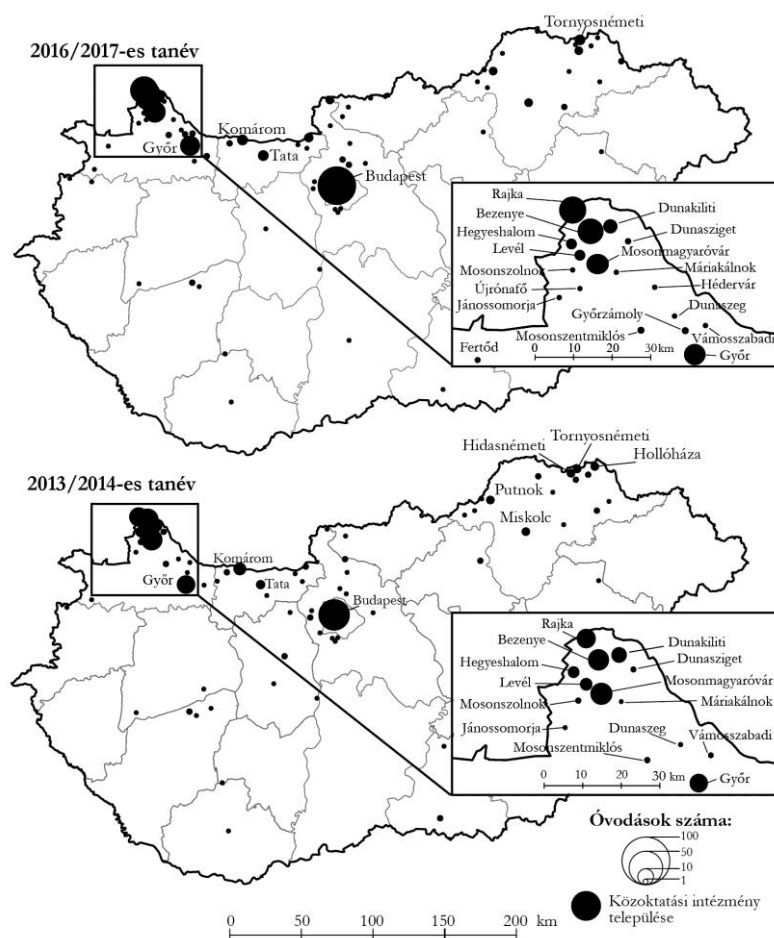 Tornyosnémeti
2016/2017-es tanév
Komárom
Győr
Tata
Budapest
Rajka
Bezenye
Dunakiliti
Hegyeshalom
Dunasziget
Levél
Mosonmagyaróvár
Mosonszolnok
Máriakálnok
Újrónafő
Hédervár
Jánossomorja
Dunaszeg
Győrzámoly
Mosonszentmiklós
Vámosszabadi
Fertőd
0 10 20 30 km
Győr
Tornyosnémeti
Hidasnémeti
Hollóháza
2013/2014-es tanév
Putnok
Miskolc
Komárom
Győr
Tata
Budapest
Rajka
Bezenye
Dunakiliti
Hegyeshalom
Dunasziget
Levél
Mosonmagyaróvár
Mosonszolnok
Máriakálnok
Jánossomorja
Dunaszeg
Vámosszabadi
Mosonszentmiklós
0 10 20 30 km
Győr
Óvodások száma:
100
50
10
1
Közoktatási intézmény
települése
0 50 100 150 200 km